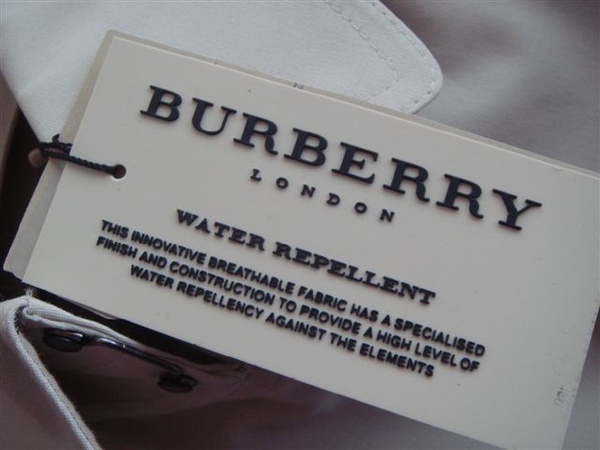 BURBERRY
LONDON
WATER REPELLENT
THIS INNOVATIVE BREATHABLE FABRIC HAS A SPECIALISED
FINISH AND CONSTRUCTION TO PROVIDE A HIGH LEVEL OF
WATER REPELLENCY AGAINST THE ELEMENTS